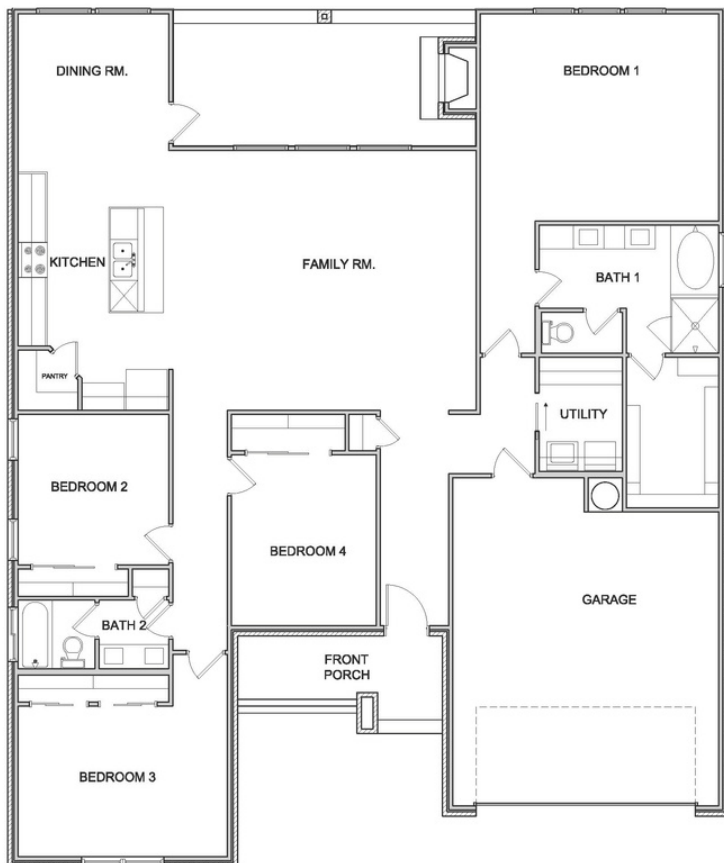 DINING RM.
BEDROOM 1
KITCHEN
FAMILY RM.
BATH 1
PANTRY
UTILITY
BEDROOM 2
BEDROOM 4
GARAGE
BATH 2
FRONT
PORCH
BEDROOM 3